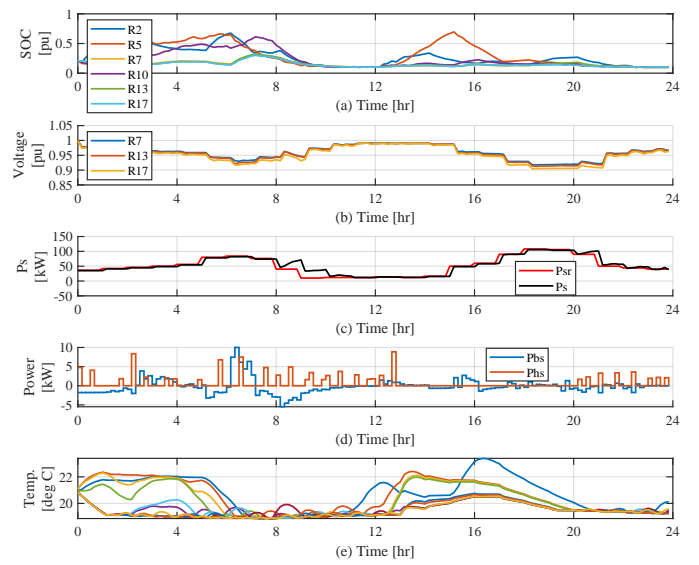 SOC
[pu]
1
0.5
0.1
R2
R5
R7
R10
R13
R17
0 4 8 12 16 20 24
(a) Time [hr]
Voltage
[pu]
1.05
0.95
0.85
R7
R13
R17
0 4 8 12 16 20 24
(b) Time [hr]
Ps
[kW]
150
100
50
0
-50
Psr
Ps
0 4 8 12 16 20 24
(c) Time [hr]
Power
[kW]
10
5
0
-5
Pbs
Phs
0 4 8 12 16 20 24
(d) Time [hr]
Temp.
[deg C]
22
20
0 4 8 12 16 20 24
(e) Time [hr]